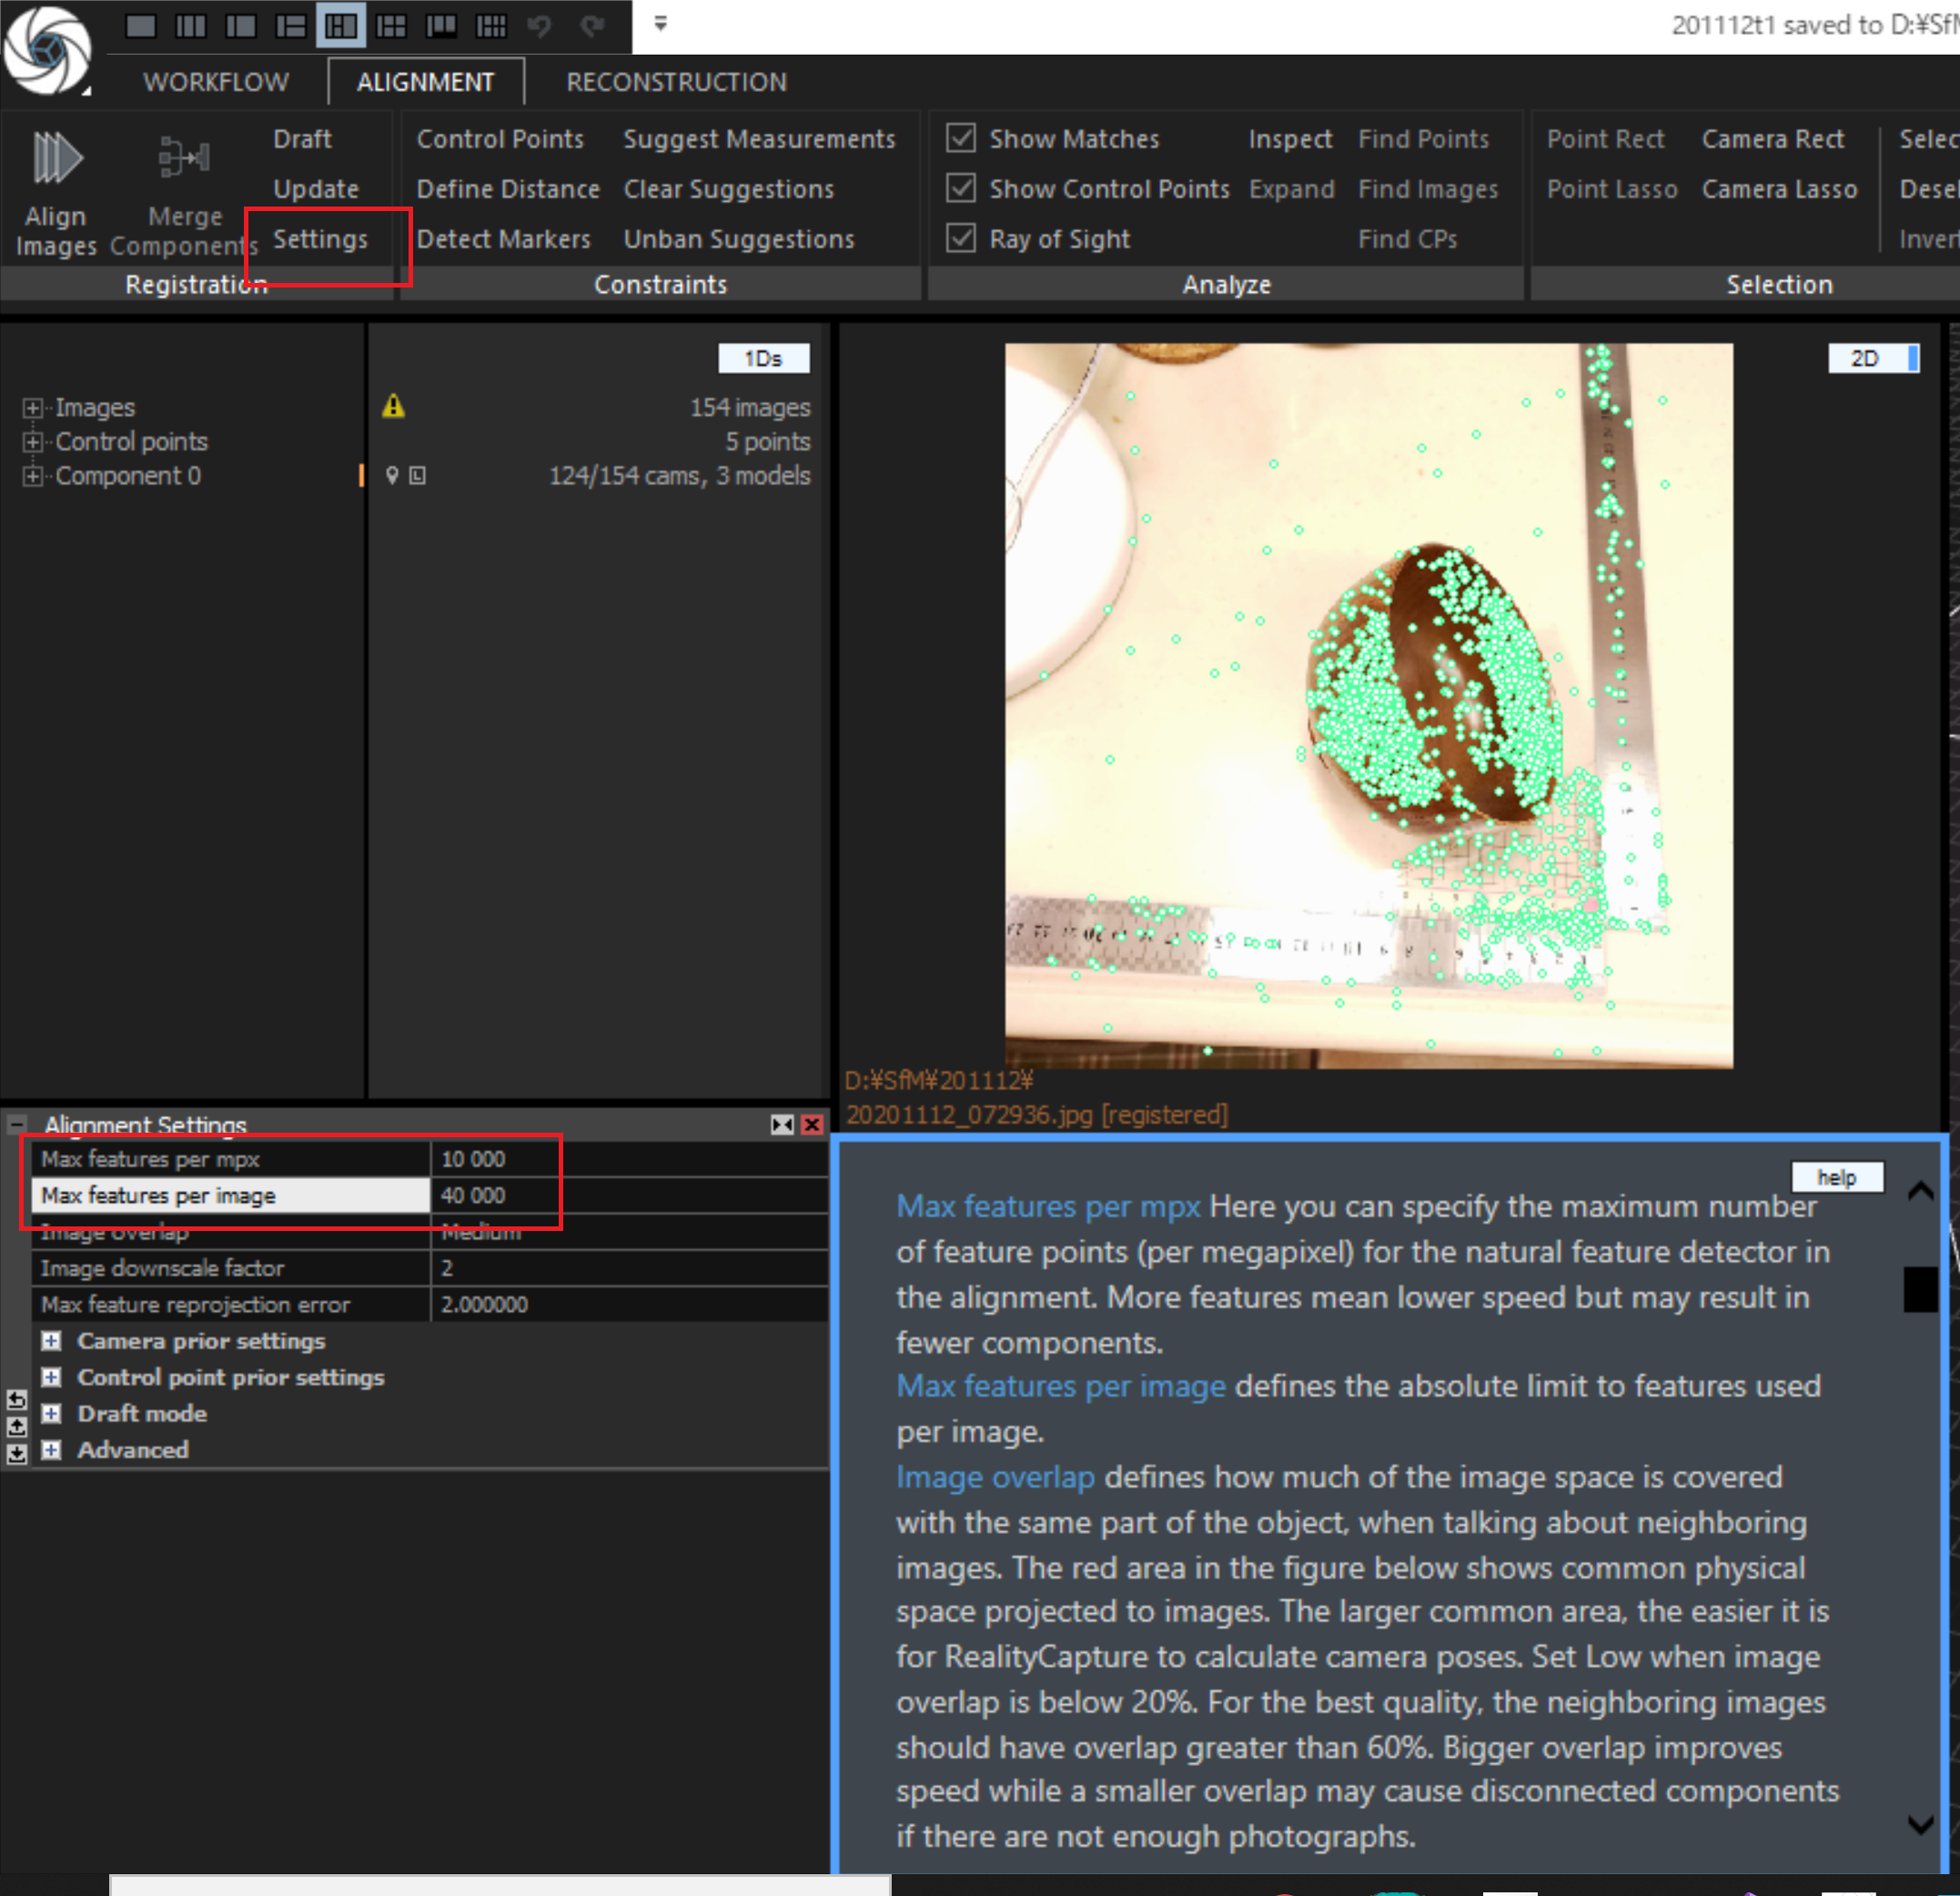 201112t1 saved to D:¥SfM
WORKFLOW ALIGNMENT RECONSTRUCTION
Align Images
Merge Components
Draft
Update
Settings
Registration
Control Points Suggest Measurements
Define Distance Clear Suggestions
Detect Markers Unban Suggestions
Constraints
Show Matches Inspect Find Points
Show Control Points Expand Find Images
Ray of Sight Find CPs
Analyze
Point Rect Camera Rect Selec
Point Lasso Camera Lasso Desel
Inver
Selection
1Ds
Images 154 images
Control points 5 points
Component 0 124/154 cams, 3 models
2D
D:¥SfM¥201112¥
20201112_072936.jpg [registered]
Alignment Settings
Max features per mpx 10 000
Max features per image 40 000
Image overlap Medium
Image downscale factor 2
Max feature reprojection error 2.000000
Camera prior settings
Control point prior settings
Draft mode
Advanced
help
Max features per mpx Here you can specify the maximum number
of feature points (per megapixel) for the natural feature detector in
the alignment. More features mean lower speed but may result in
fewer components.
Max features per image defines the absolute limit to features used
per image.
Image overlap defines how much of the image space is covered
with the same part of the object, when talking about neighboring
images. The red area in the figure below shows common physical
space projected to images. The larger common area, the easier it is
for RealityCapture to calculate camera poses. Set Low when image
overlap is below 20%. For the best quality, the neighboring images
should have overlap greater than 60%. Bigger overlap improves
speed while a smaller overlap may cause disconnected components
if there are not enough photographs.